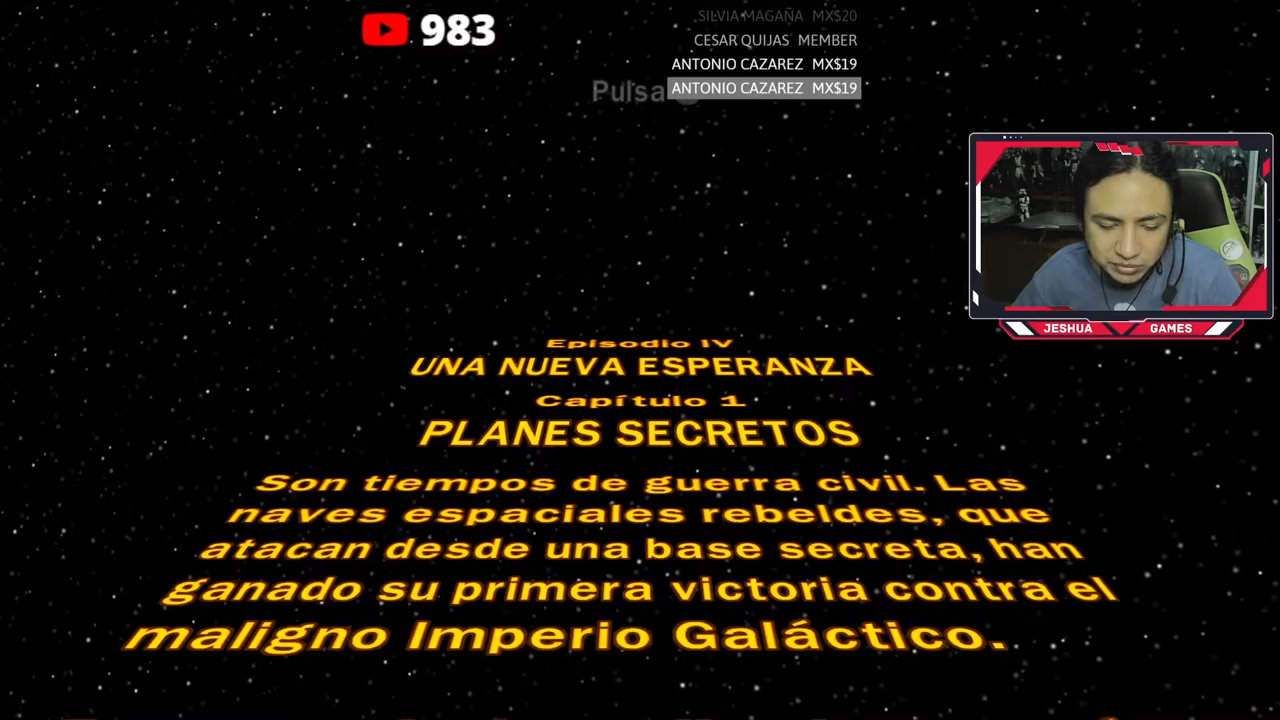 983
SILVIA MAGAÑA MX$20
CESAR QUIJAS MEMBER
ANTONIO CAZAREZ MX$19
ANTONIO CAZAREZ MX$19
Pulsa
JESHUA GAMES
Episodio IV
UNA NUEVA ESPERANZA
Capítulo 1
PLANES SECRETOS
Son tiempos de guerra civil. Las
naves espaciales rebeldes, que
atacan desde una base secreta, han
ganado su primera victoria contra el
maligno Imperio Galáctico.